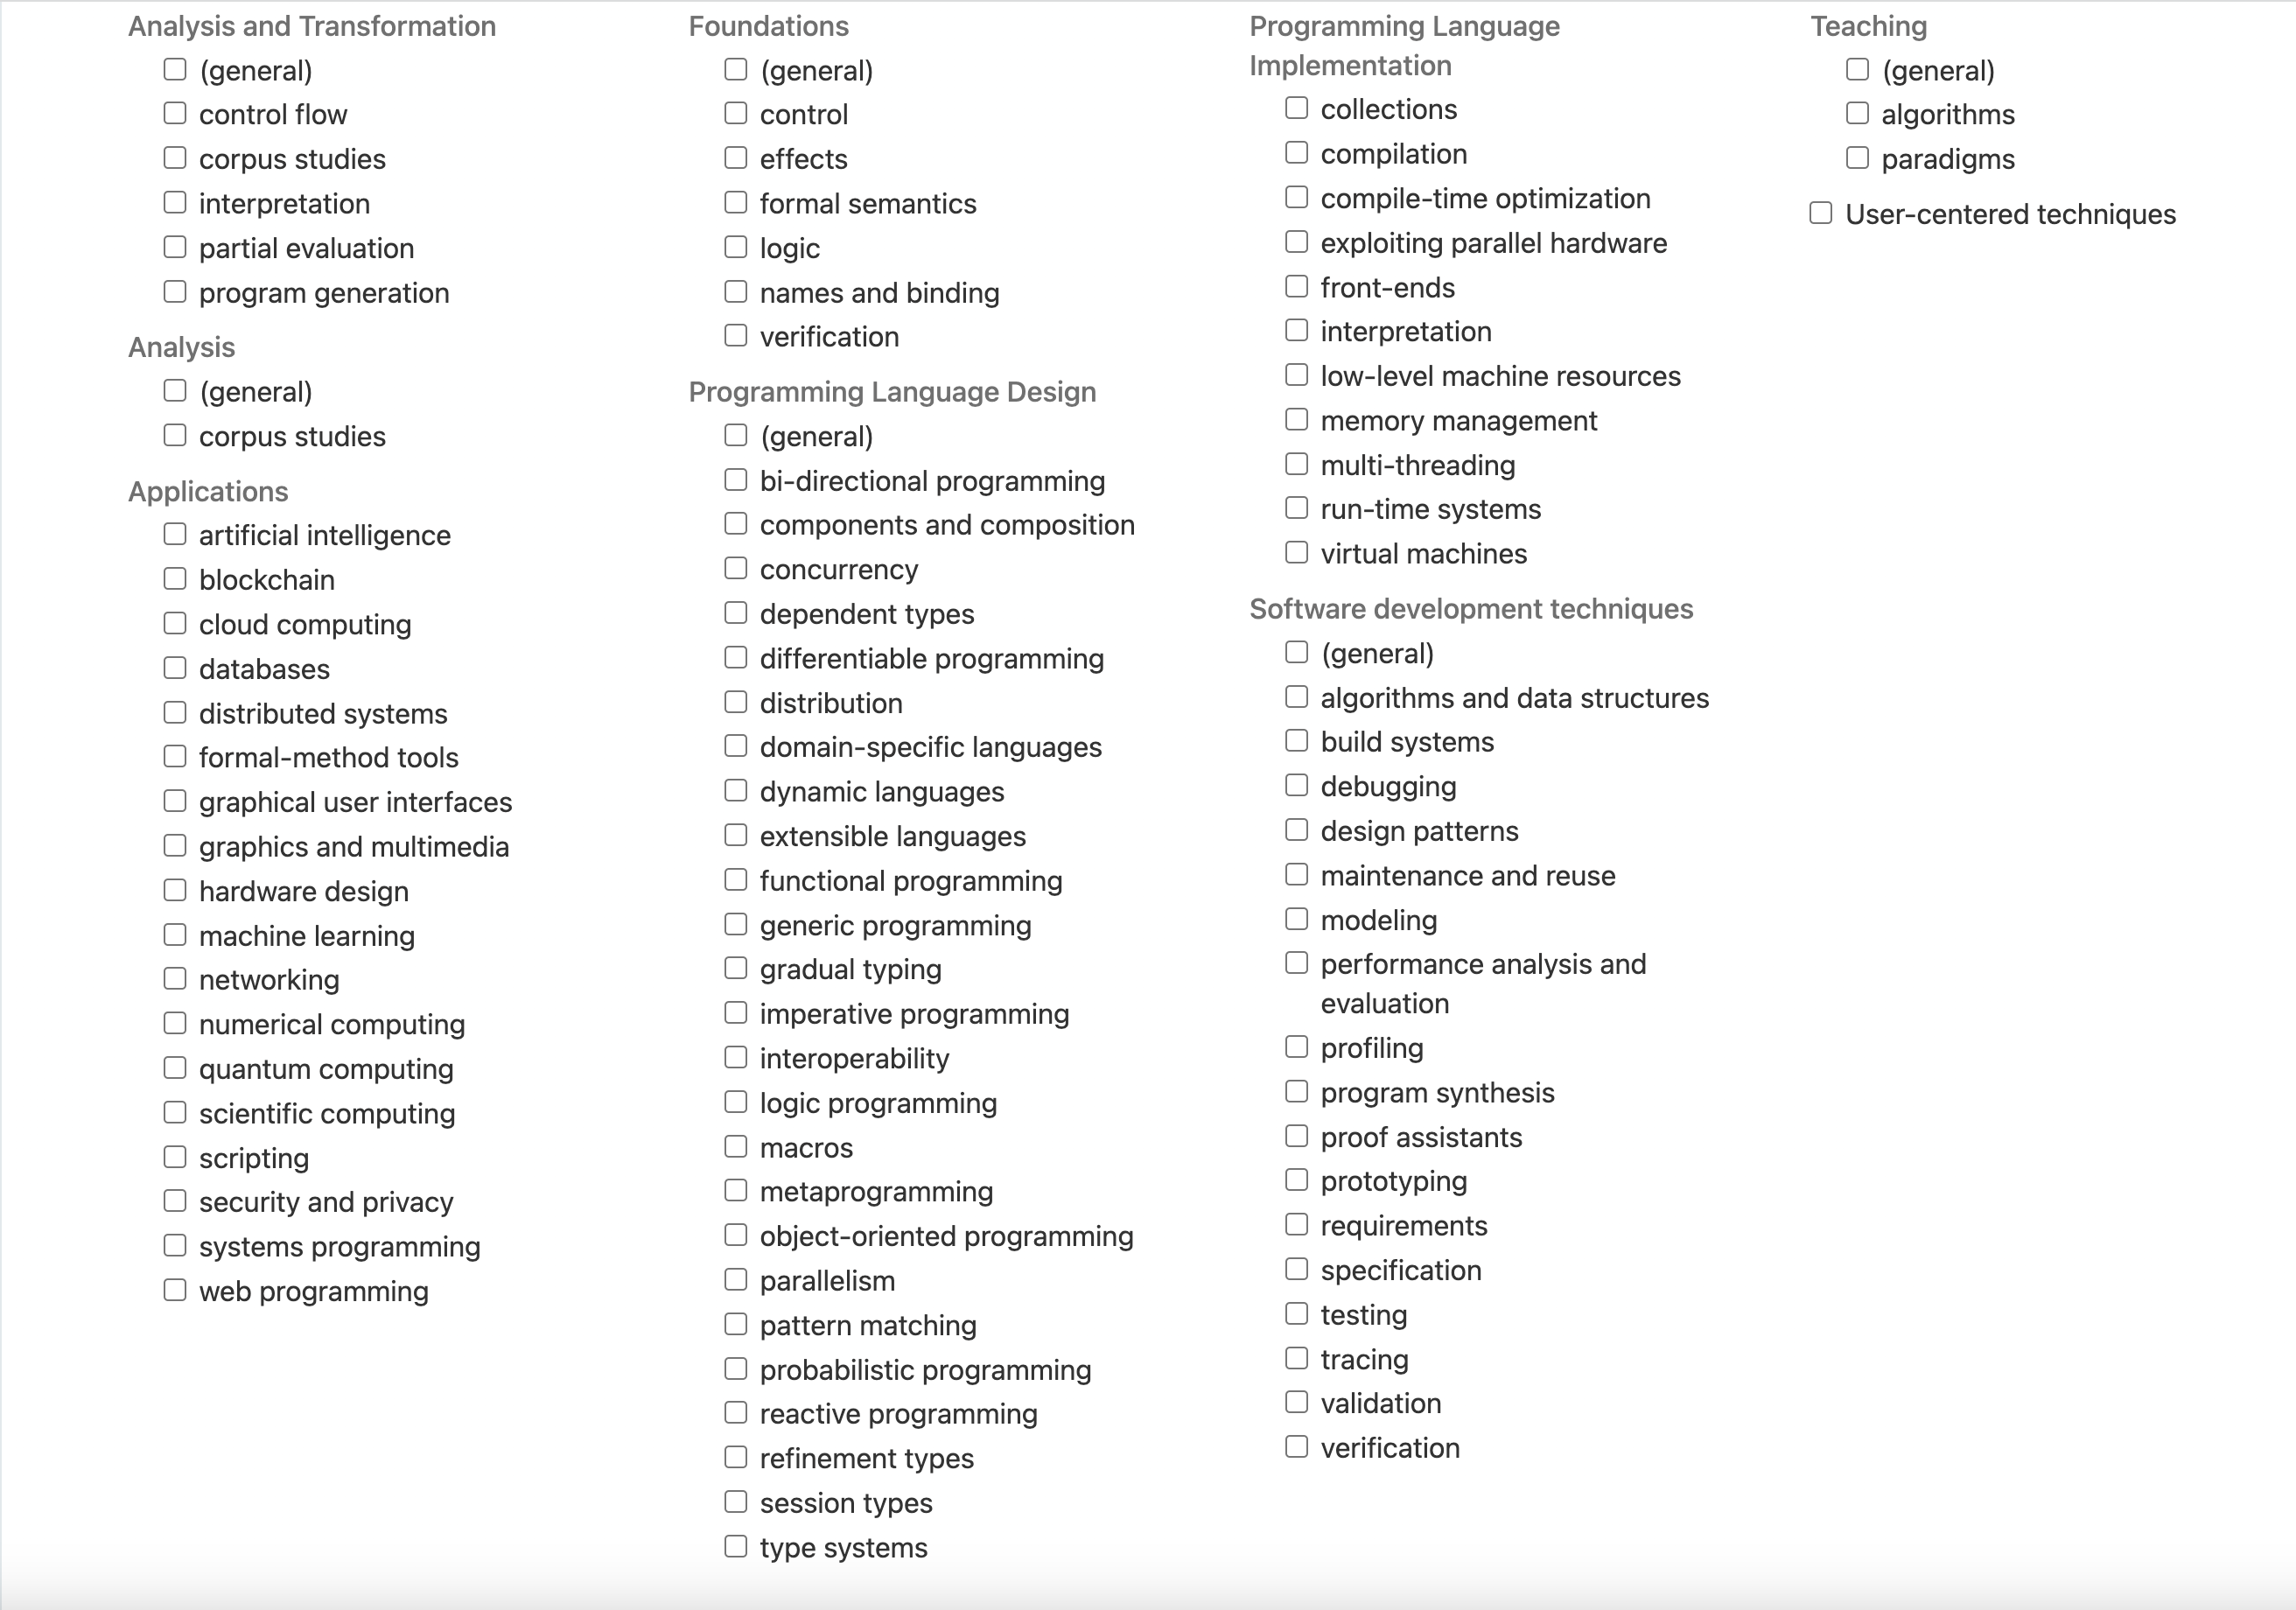 Analysis and Transformation
(general)
control flow
corpus studies
interpretation
partial evaluation
program generation
Analysis
(general)
corpus studies
Applications
artificial intelligence
blockchain
cloud computing
databases
distributed systems
formal-method tools
graphical user interfaces
graphics and multimedia
hardware design
machine learning
networking
numerical computing
quantum computing
scientific computing
scripting
security and privacy
systems programming
web programming
Foundations
(general)
control
effects
formal semantics
logic
names and binding
verification
Programming Language Design
(general)
bi-directional programming
components and composition
concurrency
dependent types
differentiable programming
distribution
domain-specific languages
dynamic languages
extensible languages
functional programming
generic programming
gradual typing
imperative programming
interoperability
logic programming
macros
metaprogramming
object-oriented programming
parallelism
pattern matching
probabilistic programming
reactive programming
refinement types
session types
type systems
Programming Language
Implementation
collections
compilation
compile-time optimization
exploiting parallel hardware
front-ends
interpretation
low-level machine resources
memory management
multi-threading
run-time systems
virtual machines
Software development techniques
(general)
algorithms and data structures
build systems
debugging
design patterns
maintenance and reuse
modeling
performance analysis and
evaluation
profiling
program synthesis
proof assistants
prototyping
requirements
specification
testing
tracing
validation
verification
Teaching
(general)
algorithms
paradigms
User-centered techniques